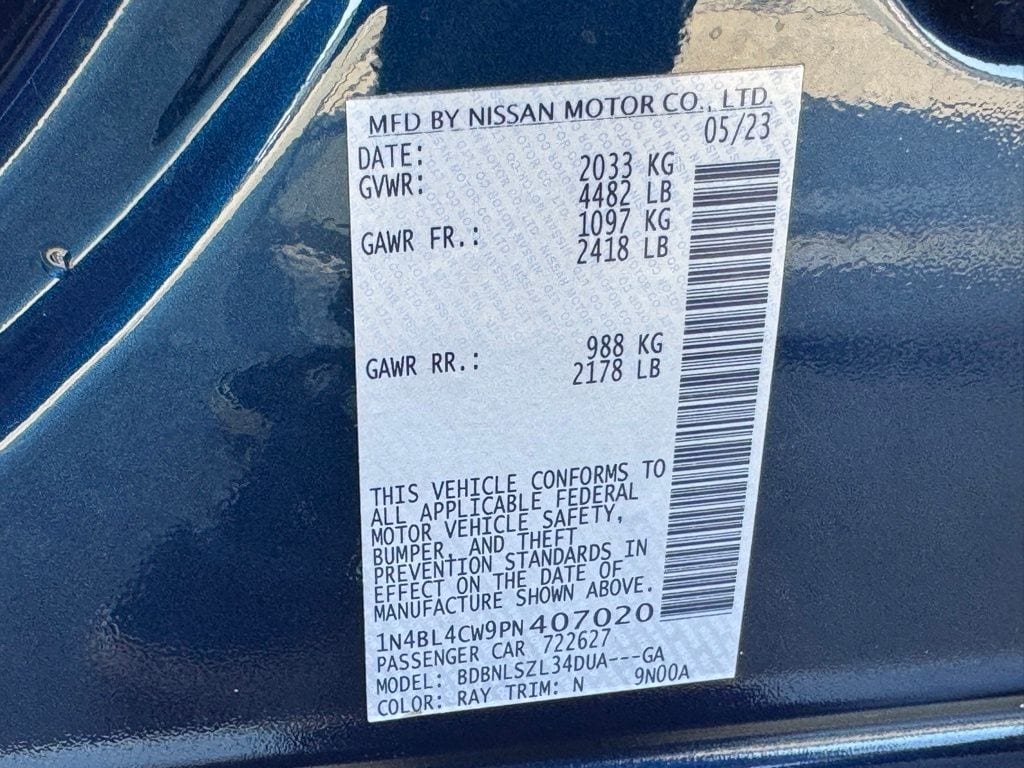 MFD BY NISSAN MOTOR CO., LTD.
DATE: 05/23
GVWR: 2033 KG
4482 LB
GAWR FR.: 1097 KG
2418 LB
GAWR RR.: 988 KG
2178 LB
THIS VEHICLE CONFORMS TO
ALL APPLICABLE FEDERAL
MOTOR VEHICLE SAFETY,
BUMPER, AND THEFT
PREVENTION STANDARDS IN
EFFECT ON THE DATE OF
MANUFACTURE SHOWN ABOVE.
1N4BL4CW9PN407020
PASSENGER CAR 722627
MODEL: BDBNLSZL34DUA---GA
COLOR: RAY TRIM: N 9N00A